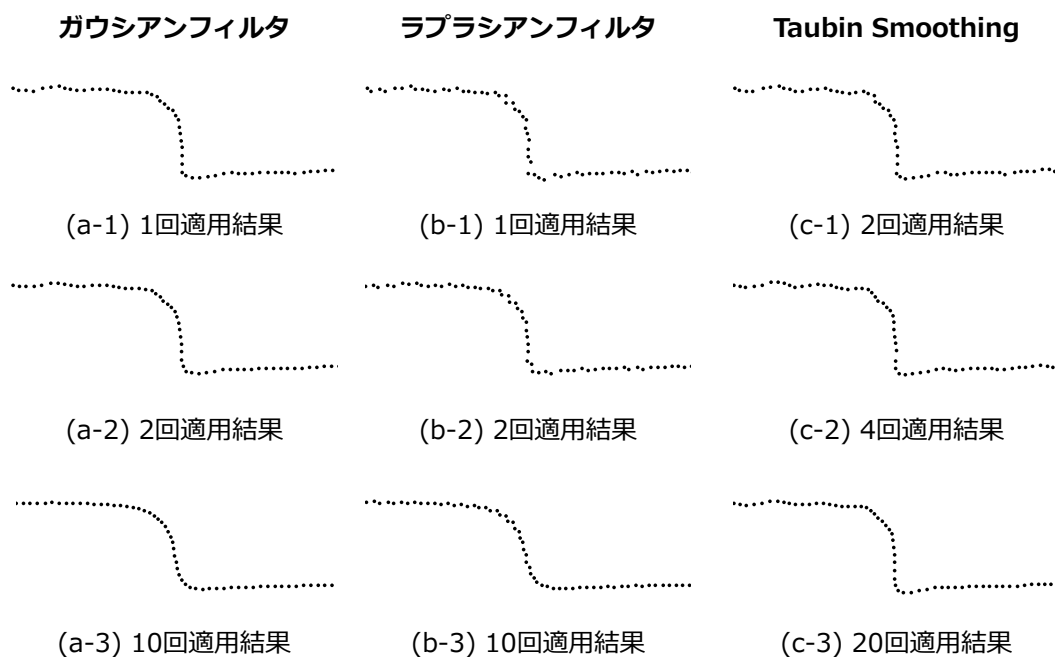 ガウシアンフィルタ
ラプラシアンフィルタ
Taubin Smoothing
(a-1) 1回適用結果
(b-1) 1回適用結果
(c-1) 2回適用結果
(a-2) 2回適用結果
(b-2) 2回適用結果
(c-2) 4回適用結果
(a-3) 10回適用結果
(b-3) 10回適用結果
(c-3) 20回適用結果